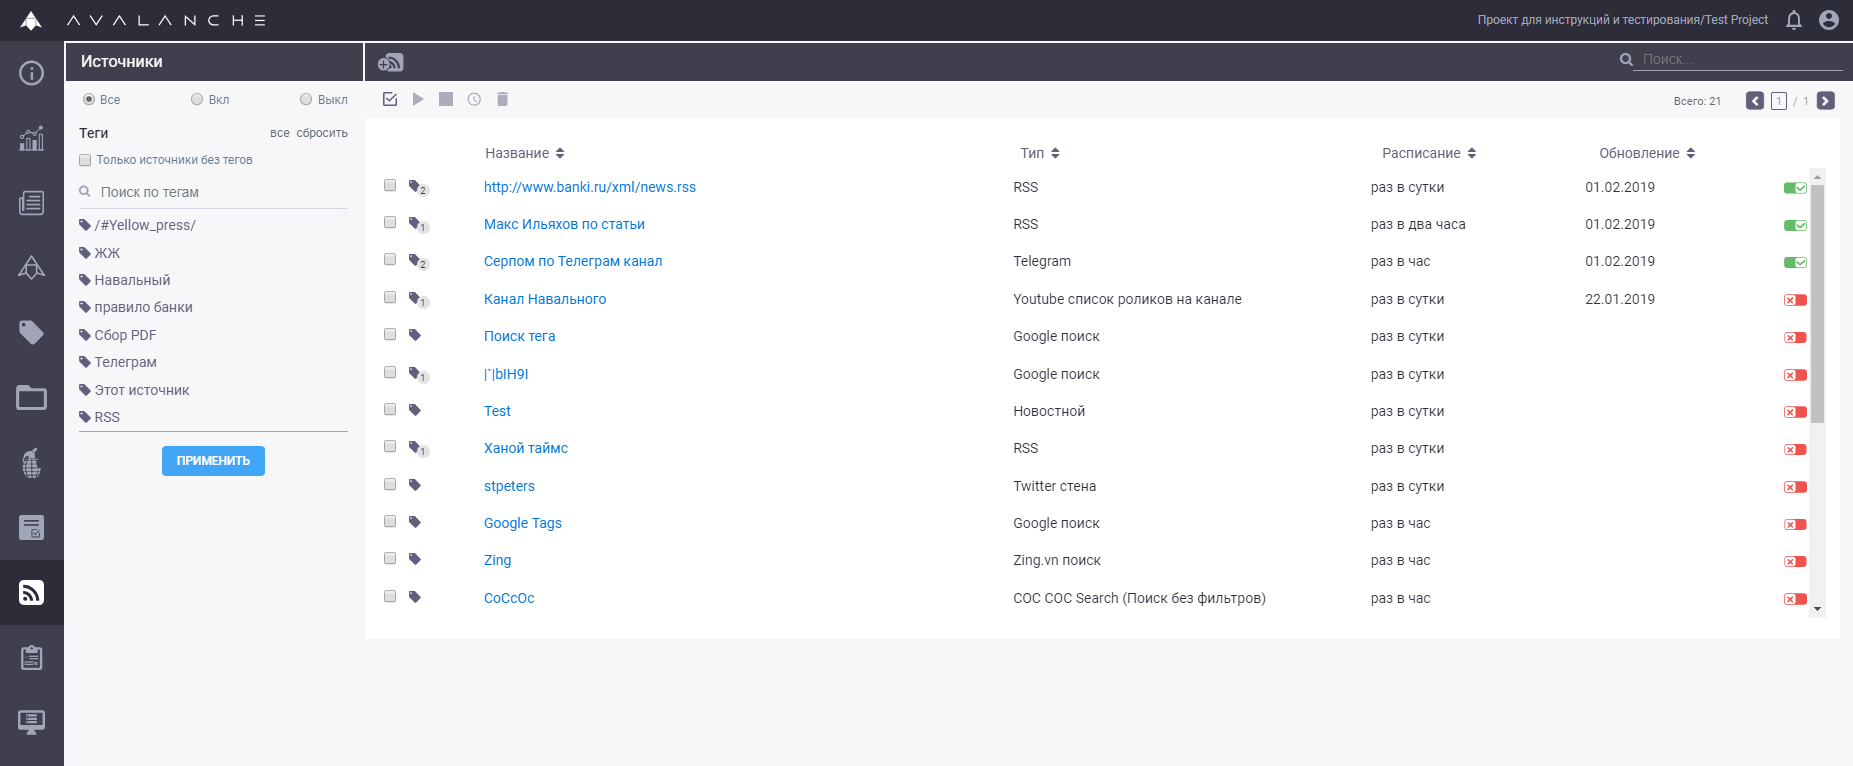 AVALANCHE
Проект для инструкций и тестирования/Test Project
Источники
Поиск...
Все Вкл Выкл
Всего: 21 1 / 1
Теги все сбросить
Только источники без тегов
Поиск по тегам
/#Yellow_press/
ЖЖ
Навальный
правило банки
Сбор PDF
Телеграм
Этот источник
RSS
ПРИМЕНИТЬ
Название Тип Расписание Обновление
2 http://www.banki.ru/xml/news.rss RSS раз в сутки 01.02.2019
1 Макс Ильяхов по статьи RSS раз в два часа 01.02.2019
2 Серпом по Телеграм канал Telegram раз в час 01.02.2019
1 Канал Навального Youtube список роликов на канале раз в сутки 22.01.2019
Поиск тега Google поиск раз в сутки
1 |`|bIH9I Google поиск раз в сутки
Test Новостной раз в сутки
1 Ханой таймс RSS раз в сутки
stpeters Twitter стена раз в сутки
Google Tags Google поиск раз в час
Zing Zing.vn поиск раз в час
CoCcOc COC COC Search (Поиск без фильтров) раз в час